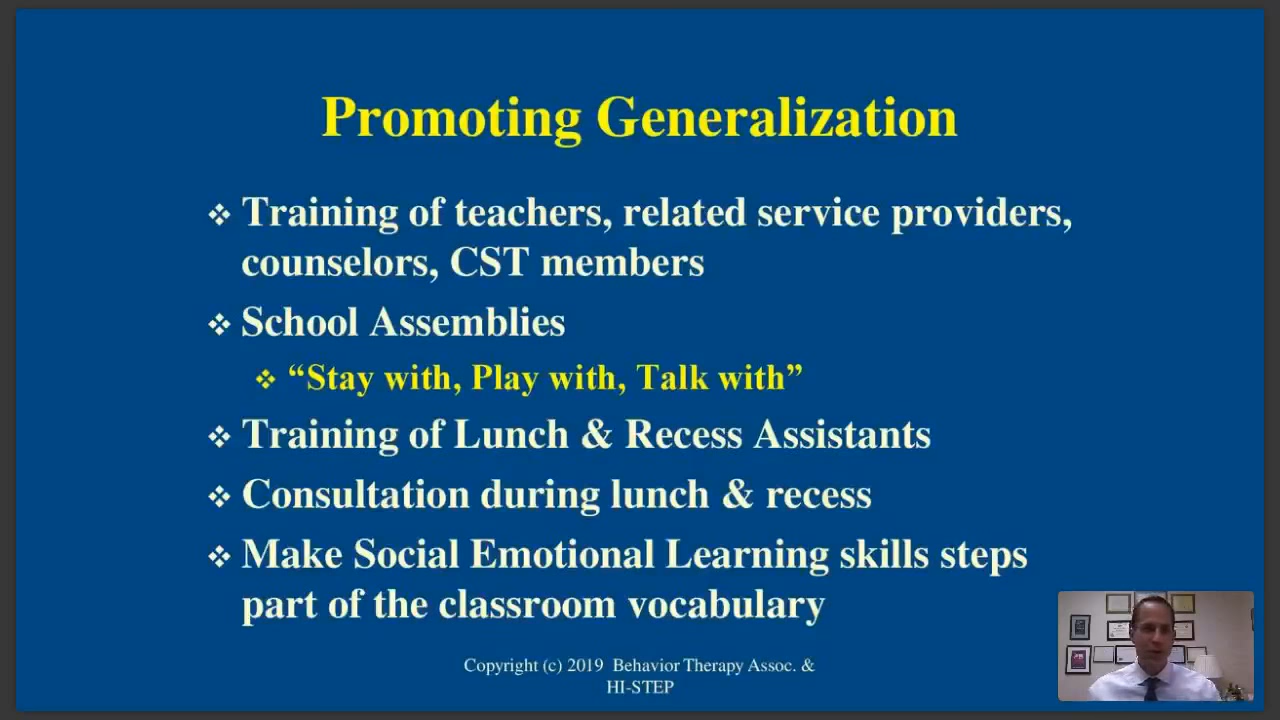 Promoting Generalization
❖ Training of teachers, related service providers,
counselors, CST members
❖ School Assemblies
❖ “Stay with, Play with, Talk with”
❖ Training of Lunch & Recess Assistants
❖ Consultation during lunch & recess
❖ Make Social Emotional Learning skills steps
part of the classroom vocabulary
Copyright (c) 2019 Behavior Therapy Assoc. &
HI-STEP